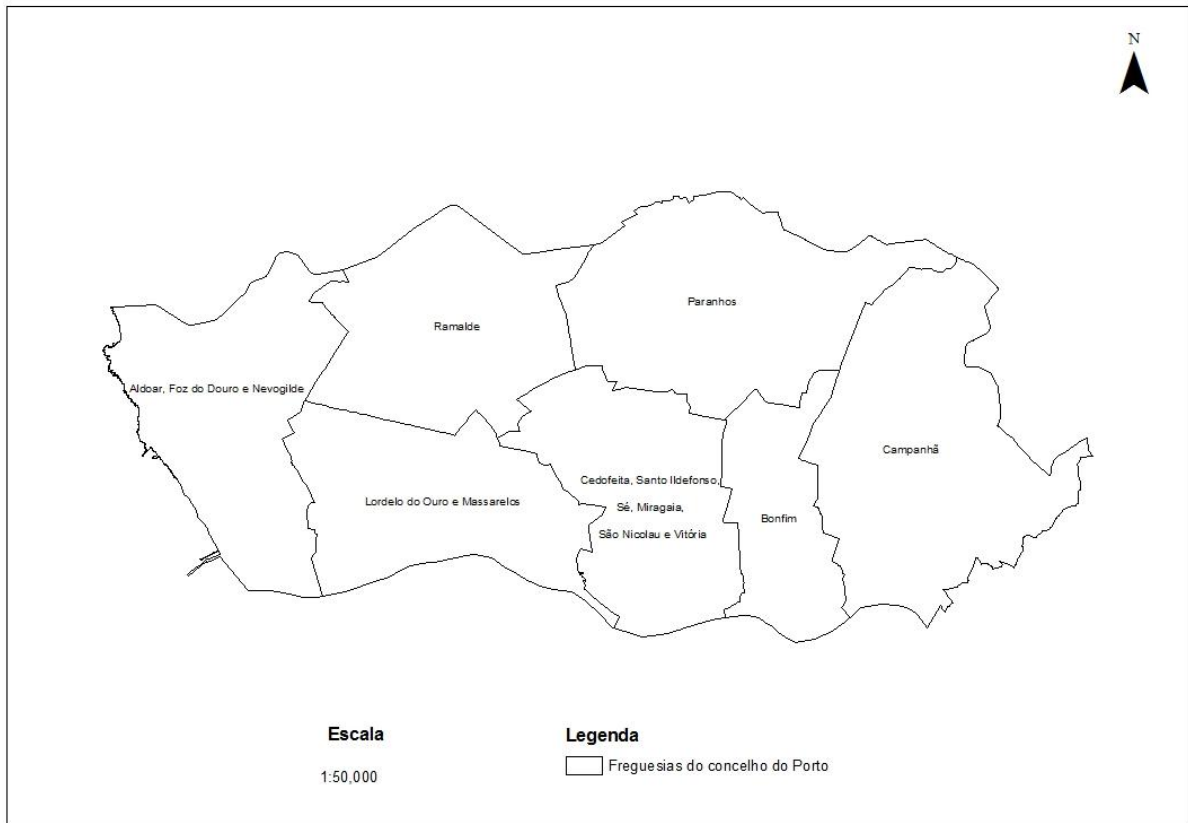 N
Paranhos
Ramalde
Aldoar, Foz do Douro e Nevogilde
Campanhã
Cedofeita, Santo Ildefonso,
Sé, Miragaia,
São Nicolau e Vitória
Lordelo do Ouro e Massarelos
Bonfim
Escala
1:50,000
Legenda
Freguesias do concelho do Porto